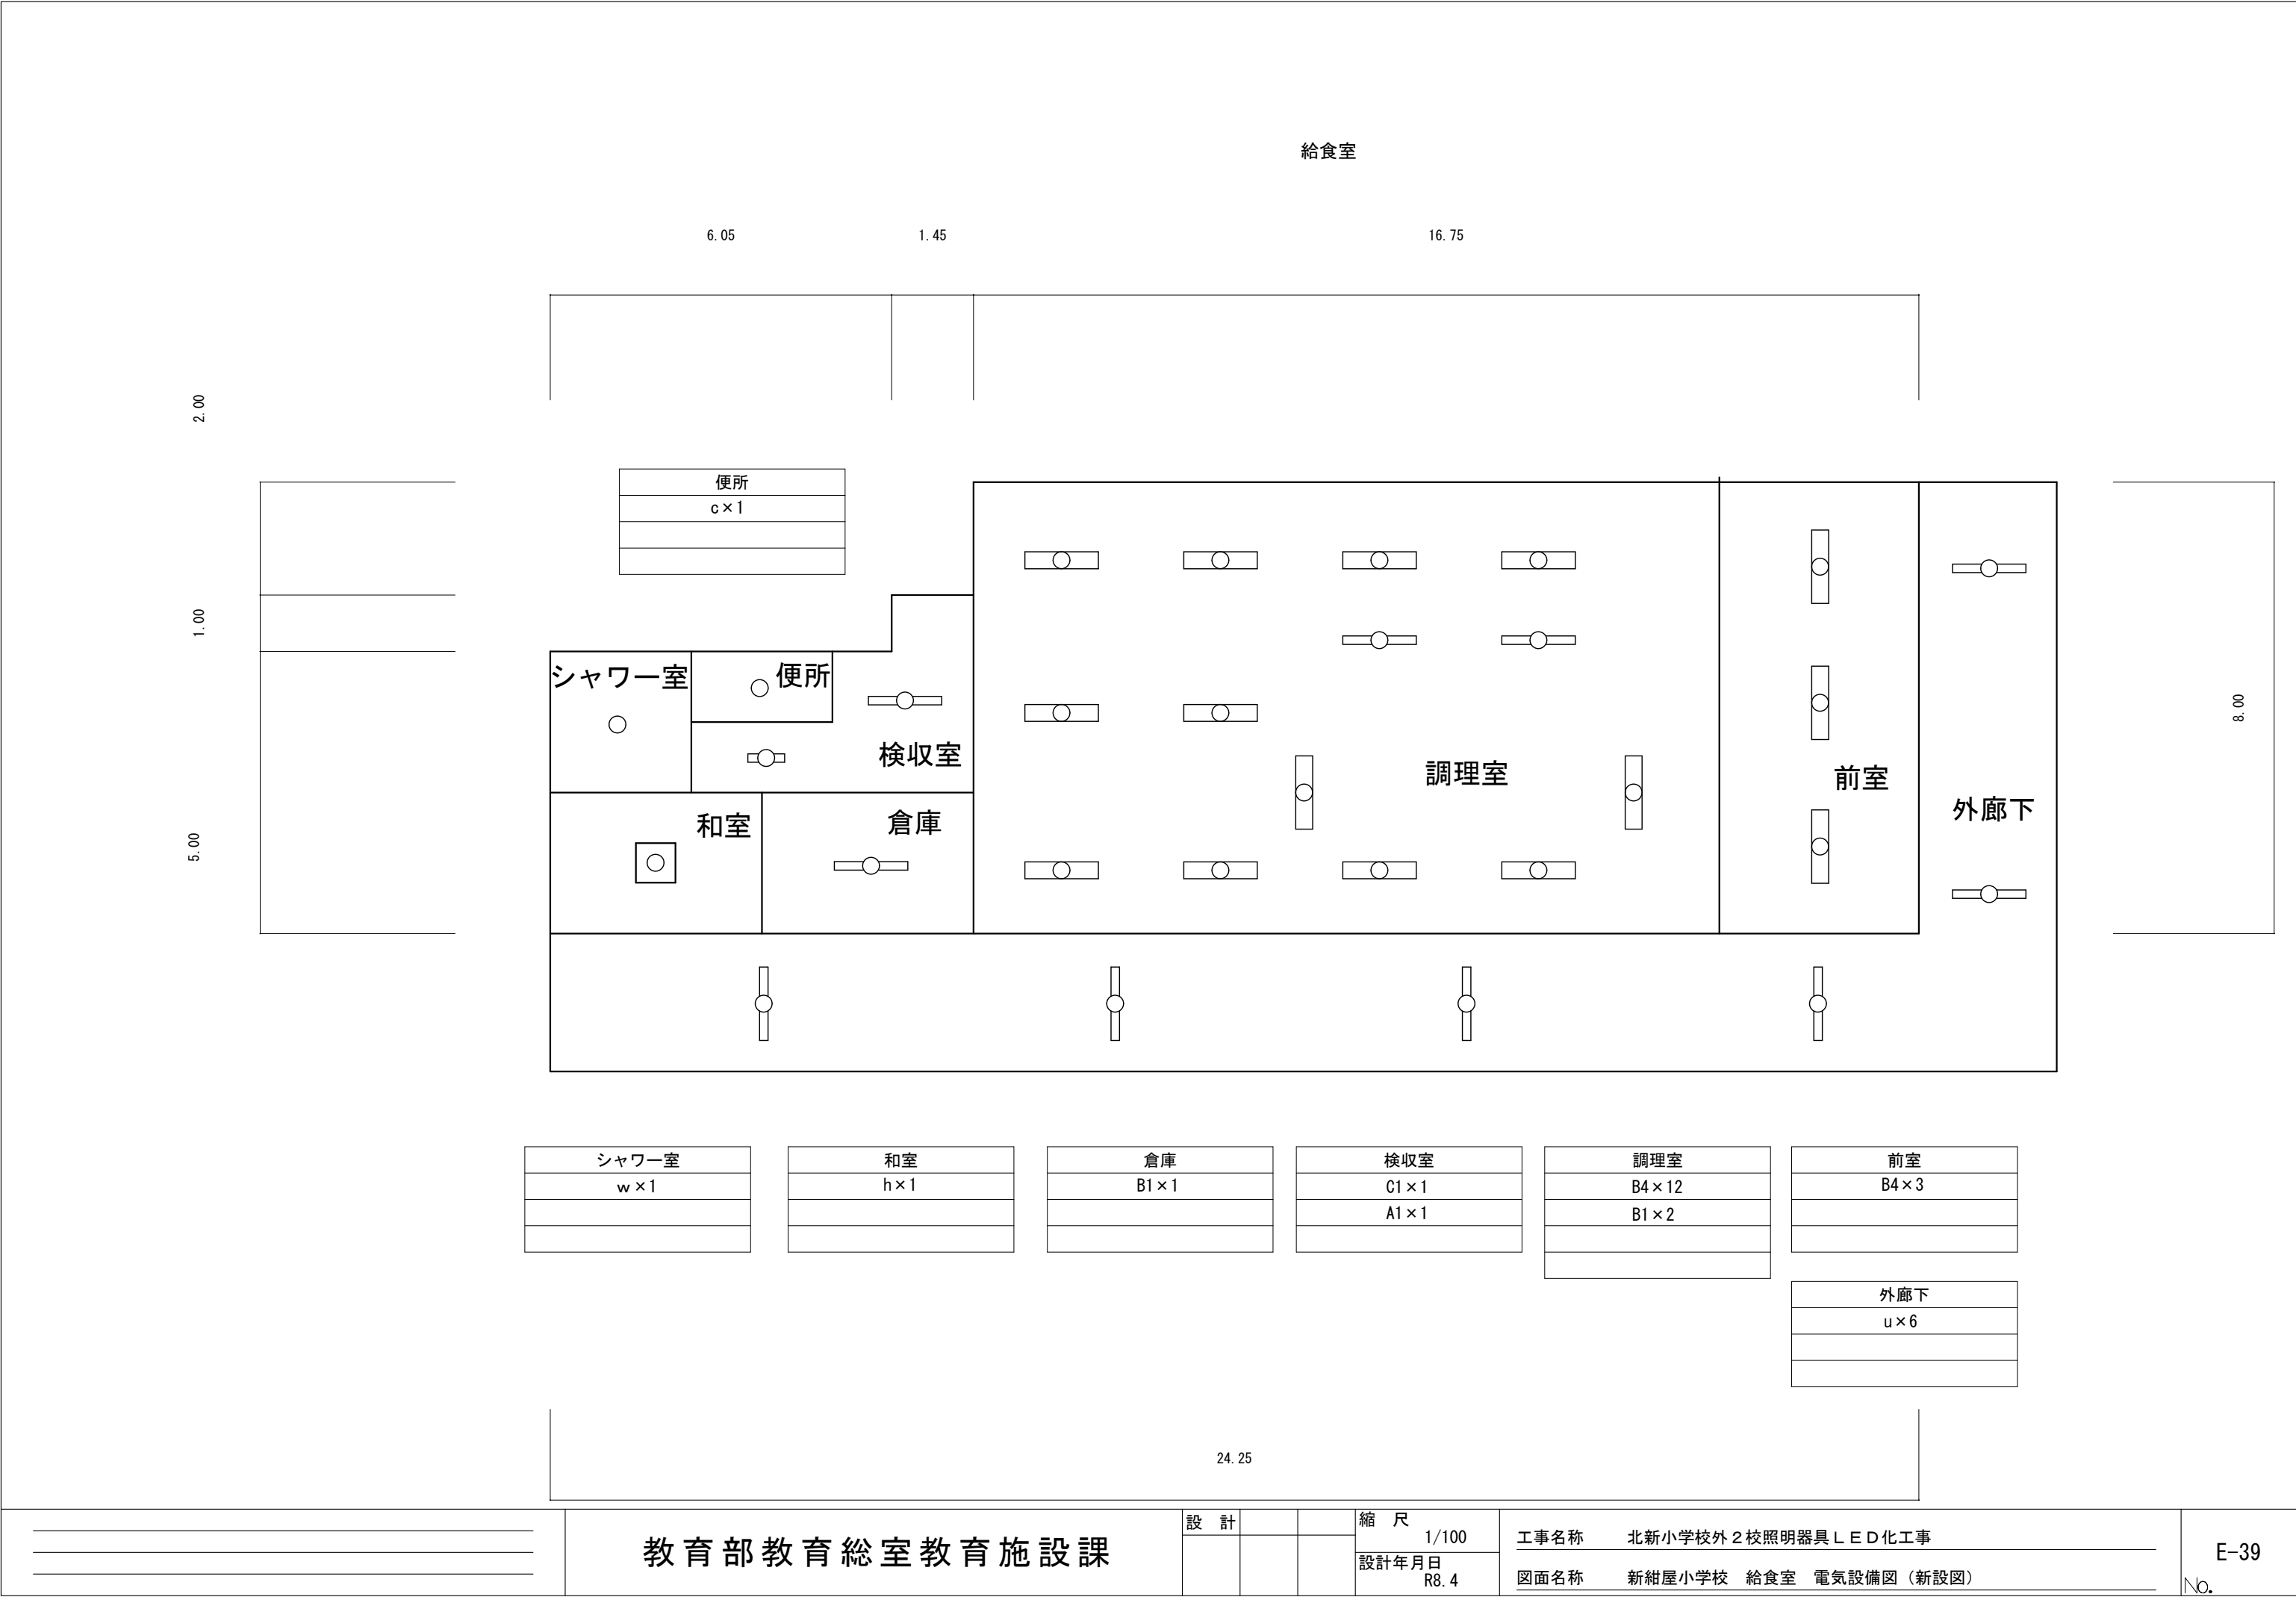 給食室
6.05
1.45
16.75
2.00
1.00
5.00
8.00
便所
c×1
シャワー室
便所
検収室
和室
倉庫
調理室
前室
外廊下
シャワー室
w×1
和室
h×1
倉庫
B1×1
検収室
C1×1
A1×1
調理室
B4×12
B1×2
前室
B4×3
外廊下
u×6
24.25
教育部教育総室教育施設課
設 計
縮 尺
1/100
設計年月日
R8.4
工事名称 北新小学校外2校照明器具LED化工事
図面名称 新紺屋小学校 給食室 電気設備図(新設図)
E-39
No.